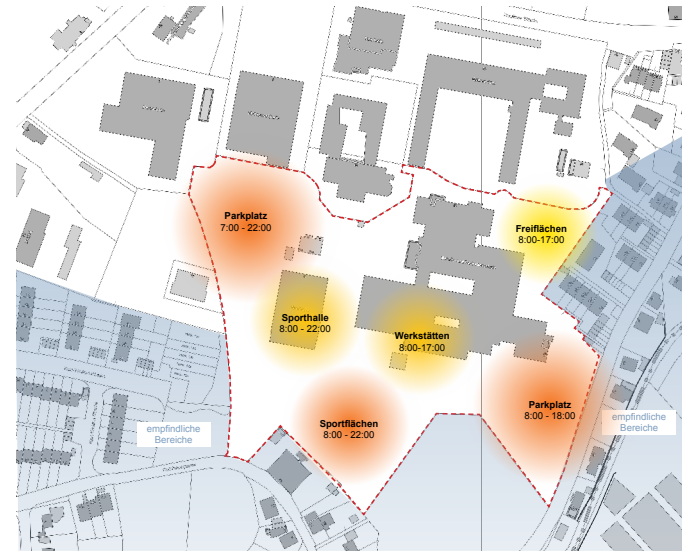 Parkplatz
7:00 - 22:00
Freiflächen
8:00-17:00
Sporthalle
8:00 - 22:00
Werkstätten
8:00-17:00
Parkplatz
8:00 - 18:00
Sportflächen
8:00 - 22:00
empfindliche
Bereiche
empfindliche
Bereiche